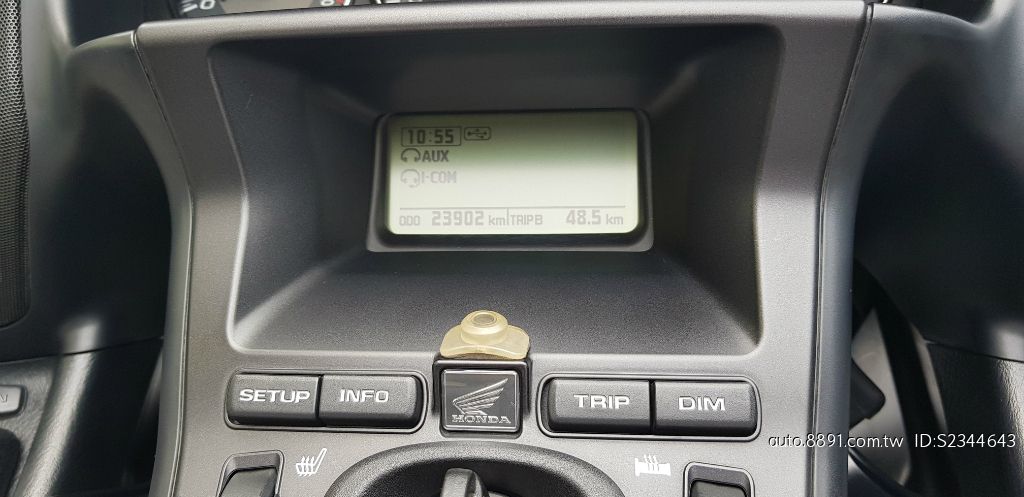 10:55
AUX
I-COM
ODO 23902 km TRIP B 48.5 km
SETUP INFO
HONDA
TRIP DIM
auto.8891.com.tw ID:S2344643